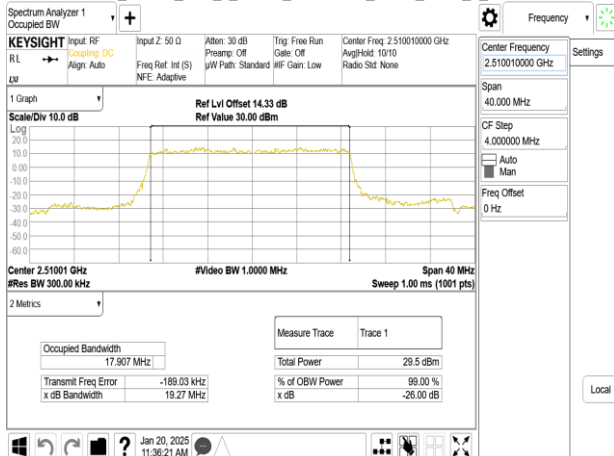 Spectrum Analyzer 1
Occupied BW
+
Frequency
KEYSIGHT
RL
LXI
Input: RF
Coupling: DC
Align: Auto
Input Z: 50 Ω
Freq Ref: Int (S)
NFE: Adaptive
Atten: 30 dB
Preamp: Off
µW Path: Standard
Trig: Free Run
Gate: Off
#IF Gain: Low
Center Freq: 2.510010000 GHz
Avg|Hold: 10/10
Radio Std: None
Center Frequency
2.510010000 GHz
Settings
Span
40.000 MHz
CF Step
4.000000 MHz
Auto
Man
Freq Offset
0 Hz
Local
1 Graph
Scale/Div 10.0 dB
Ref Lvl Offset 14.33 dB
Ref Value 30.00 dBm
Log
20.0
10.0
0.00
-10.0
-20.0
-30.0
-40.0
-50.0
-60.0
Center 2.51001 GHz
#Res BW 300.00 kHz
#Video BW 1.0000 MHz
Span 40 MHz
Sweep 1.00 ms (1001 pts)
2 Metrics
Occupied Bandwidth
17.907 MHz
Transmit Freq Error -189.03 kHz
x dB Bandwidth 19.27 MHz
Measure Trace Trace 1
Total Power 29.5 dBm
% of OBW Power 99.00 %
x dB -26.00 dB
?
Jan 20, 2025
11:36:21 AM